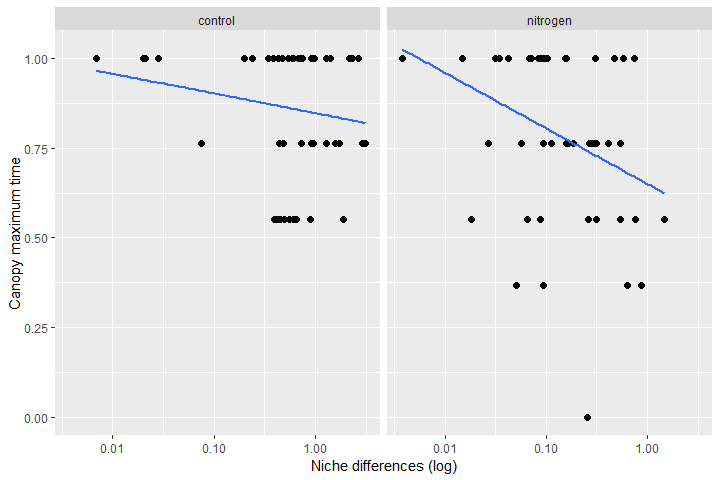 control
nitrogen
Canopy maximum time
1.00
0.75
0.50
0.25
0.00
0.01
0.10
1.00
0.01
0.10
1.00
Niche differences (log)